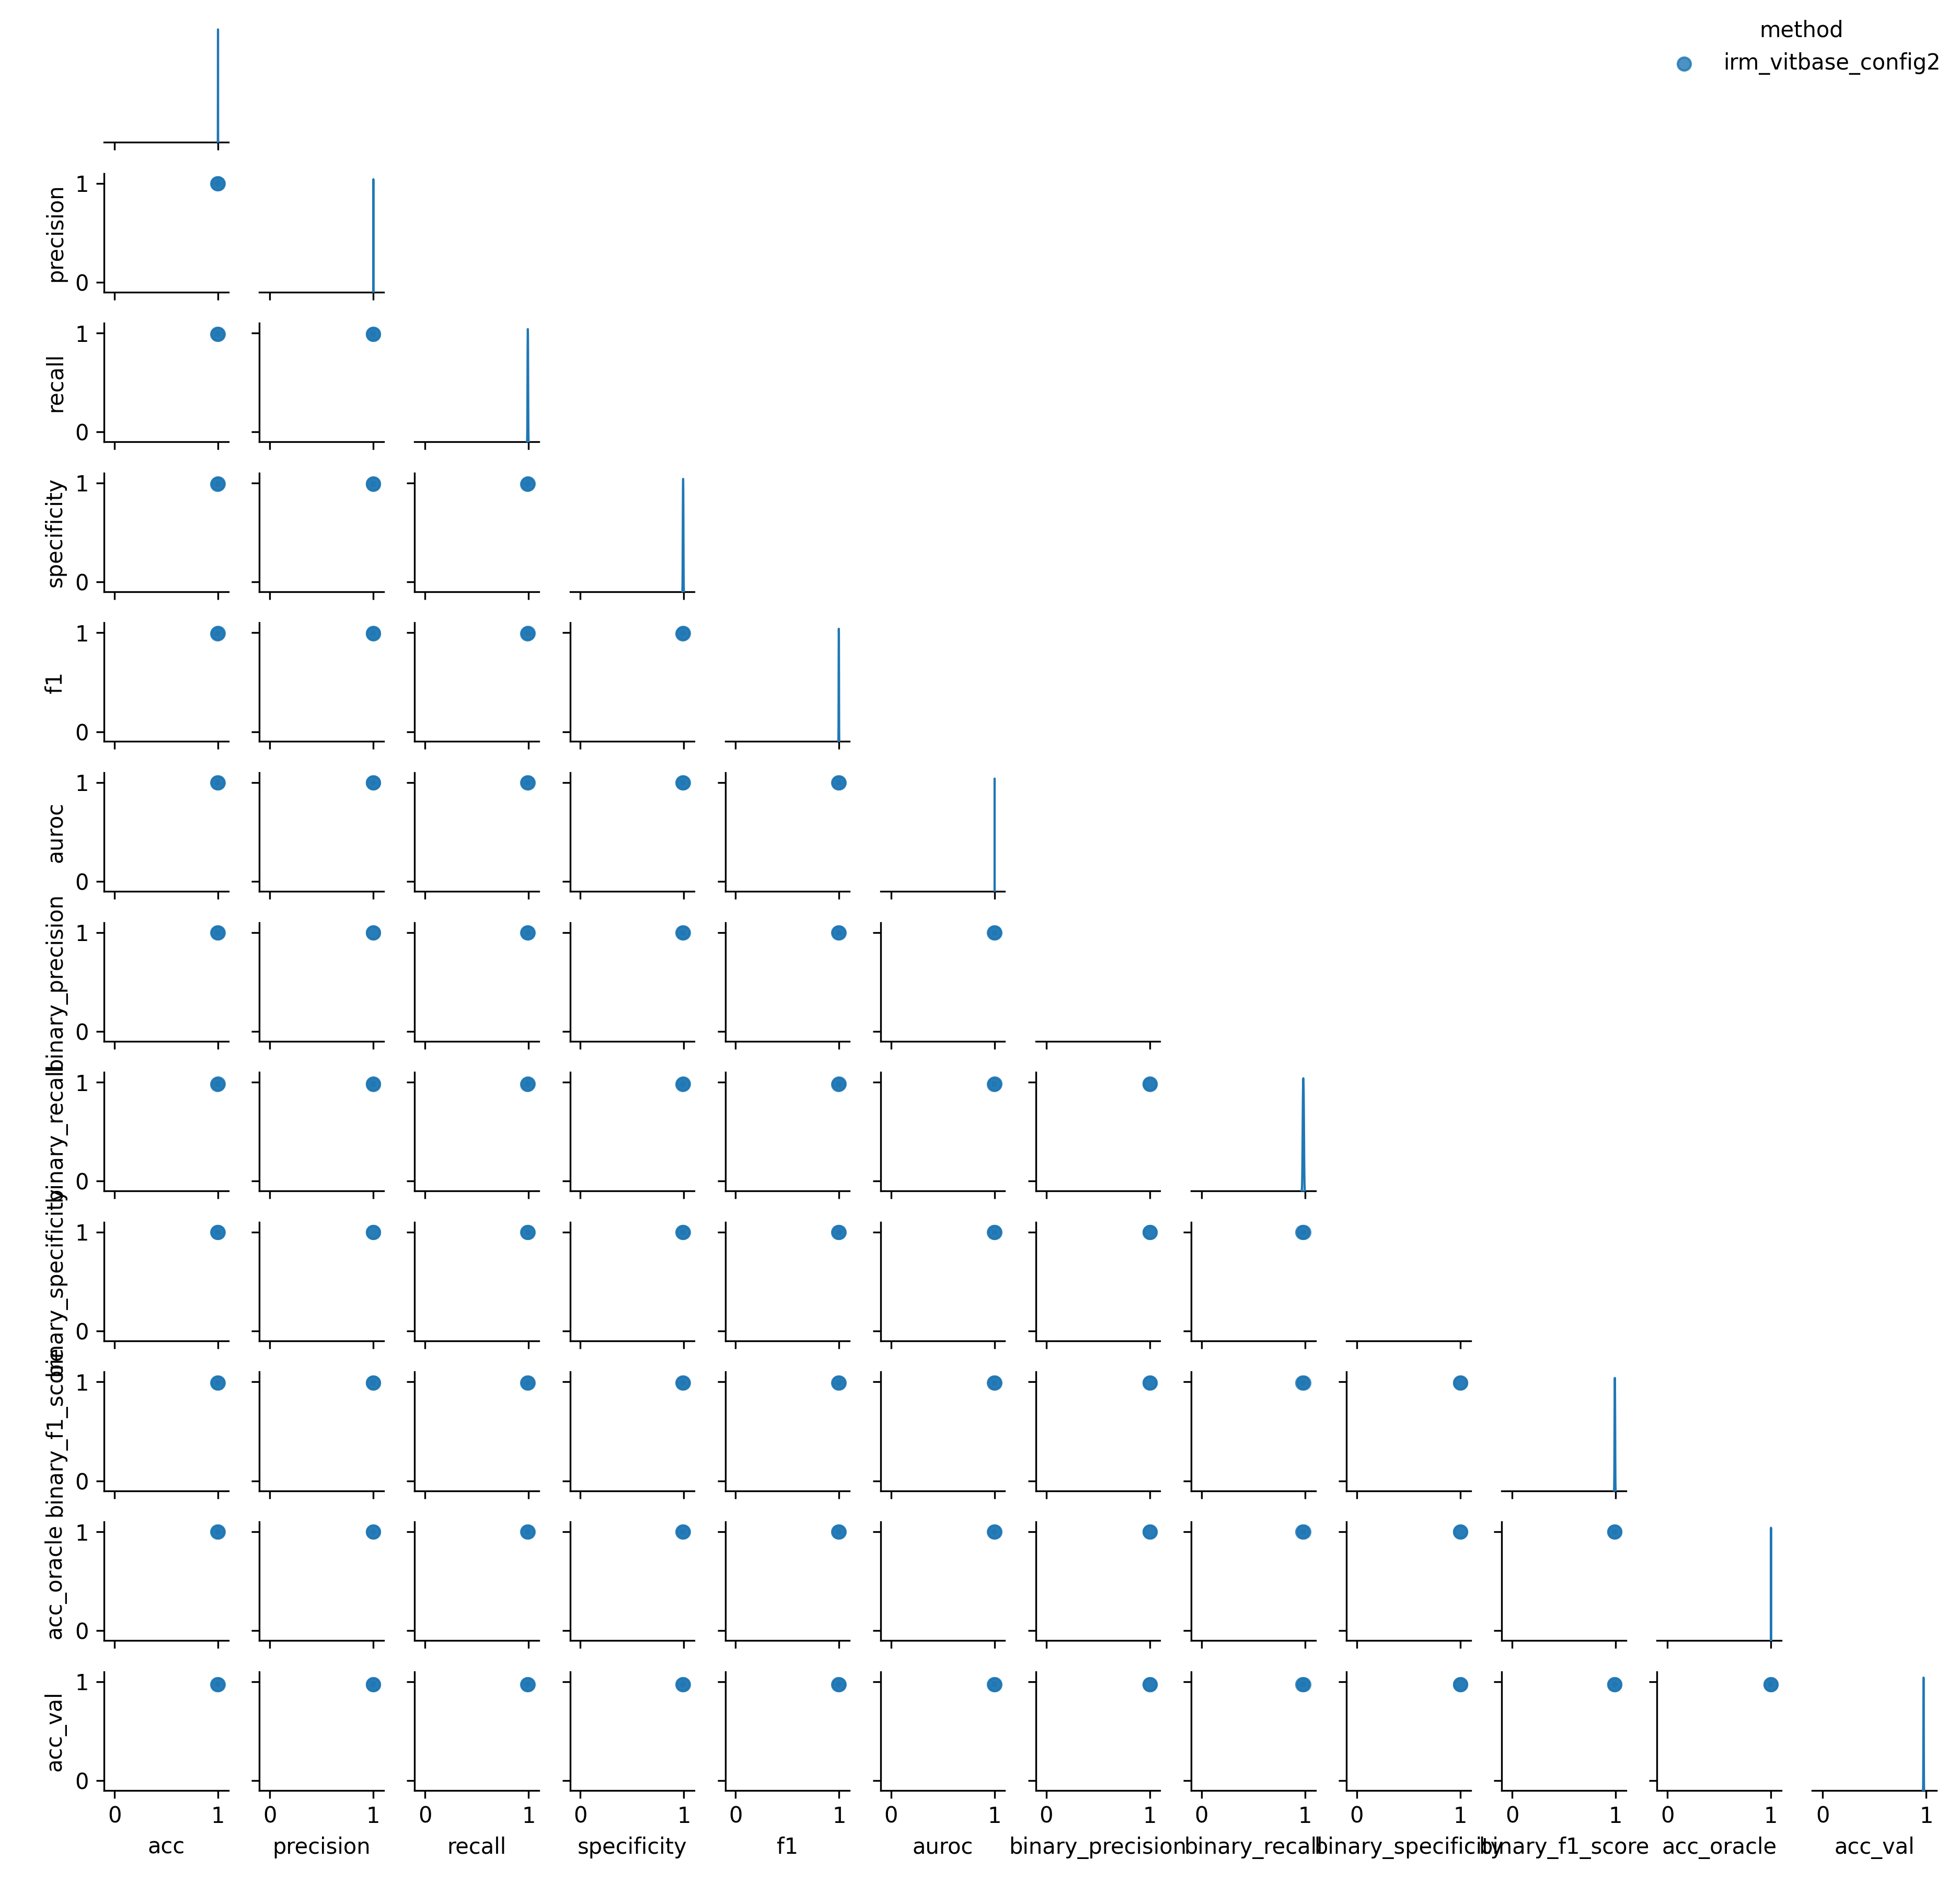 method
irm_vitbase_config2
1
precision
0
1
recall
0
1
specificity
0
1
f1
0
1
auroc
0
1
binary_precision
0
1
binary_recall
0
1
binary_specificity
0
1
binary_f1_score
0
1
acc_oracle
0
1
acc_val
0
0 1 0 1 0 1 0 1 0 1 0 1 0 1 0 1 0 1 0 1 0 1 0 1
acc precision recall specificity f1 auroc binary_precision binary_recall binary_specificity binary_f1_score acc_oracle acc_val